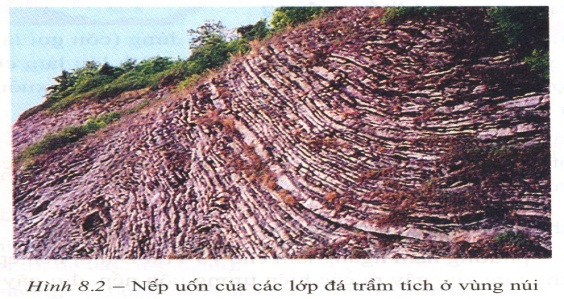 Hình 8.2 – Nếp uốn của các lớp đá trầm tích ở vùng núi